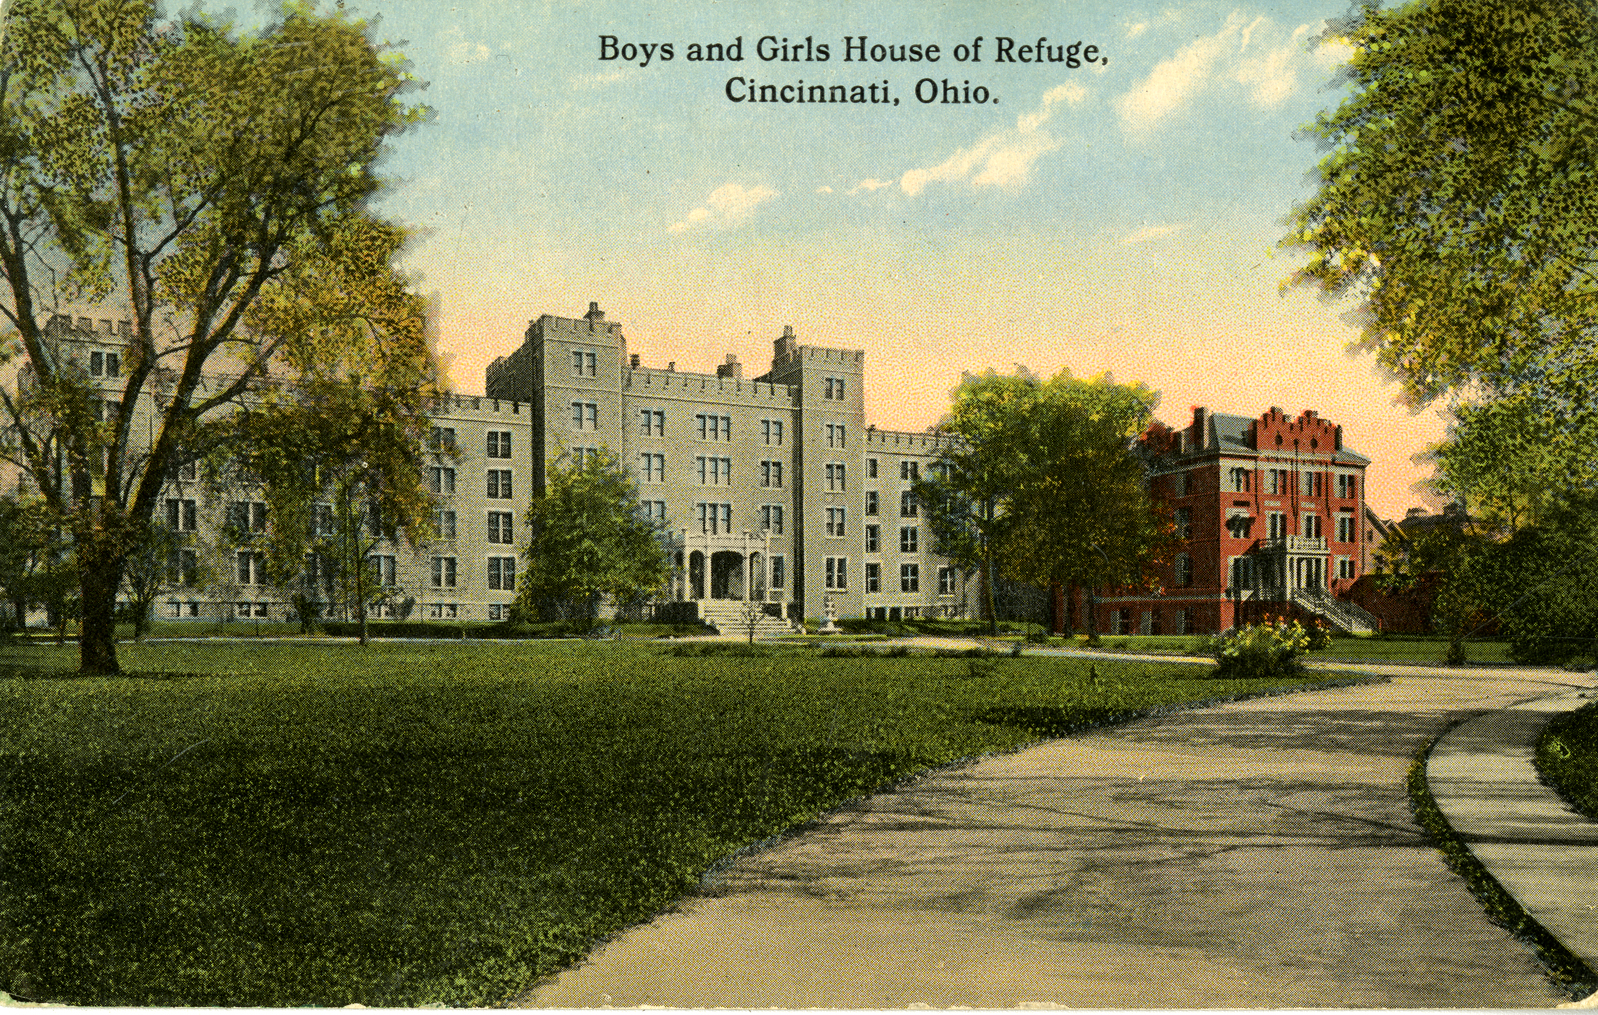 Boys and Girls House of Refuge,
Cincinnati, Ohio.